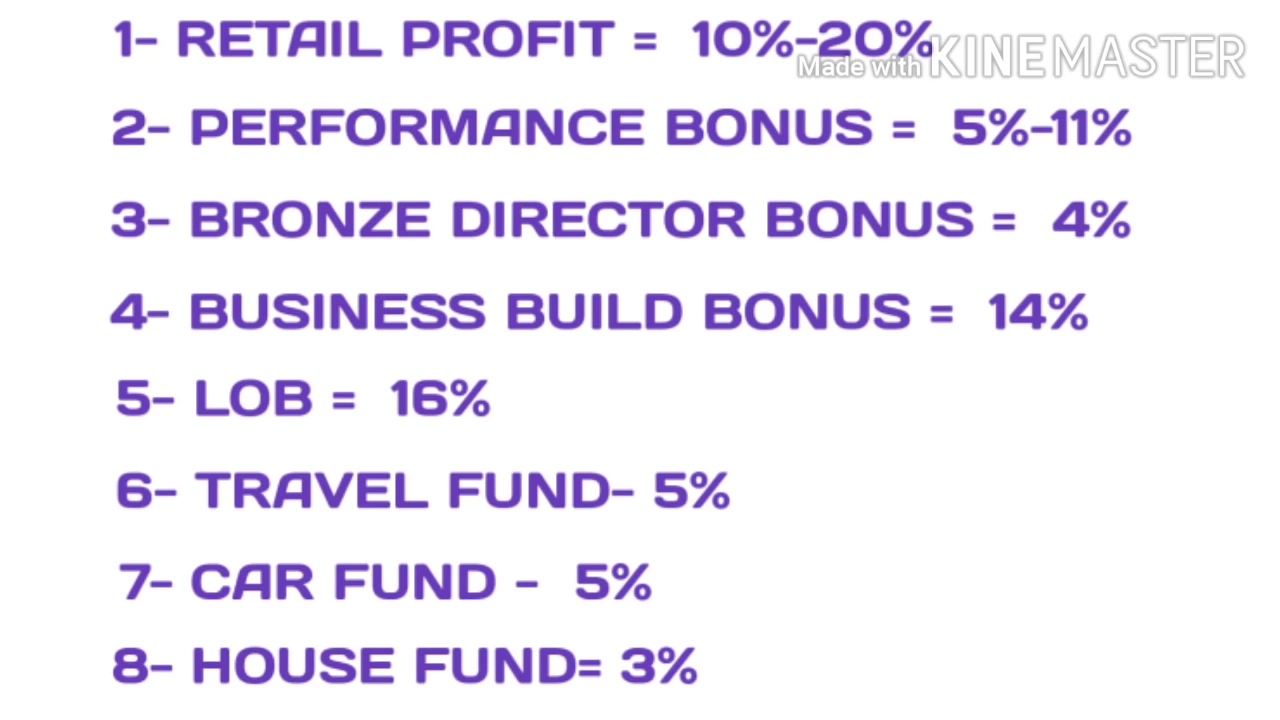 1- RETAIL PROFIT = 10%-20%
Made with KINEMASTER
2- PERFORMANCE BONUS = 5%-11%
3- BRONZE DIRECTOR BONUS = 4%
4- BUSINESS BUILD BONUS = 14%
5- LOB = 16%
6- TRAVEL FUND- 5%
7- CAR FUND - 5%
8- HOUSE FUND= 3%